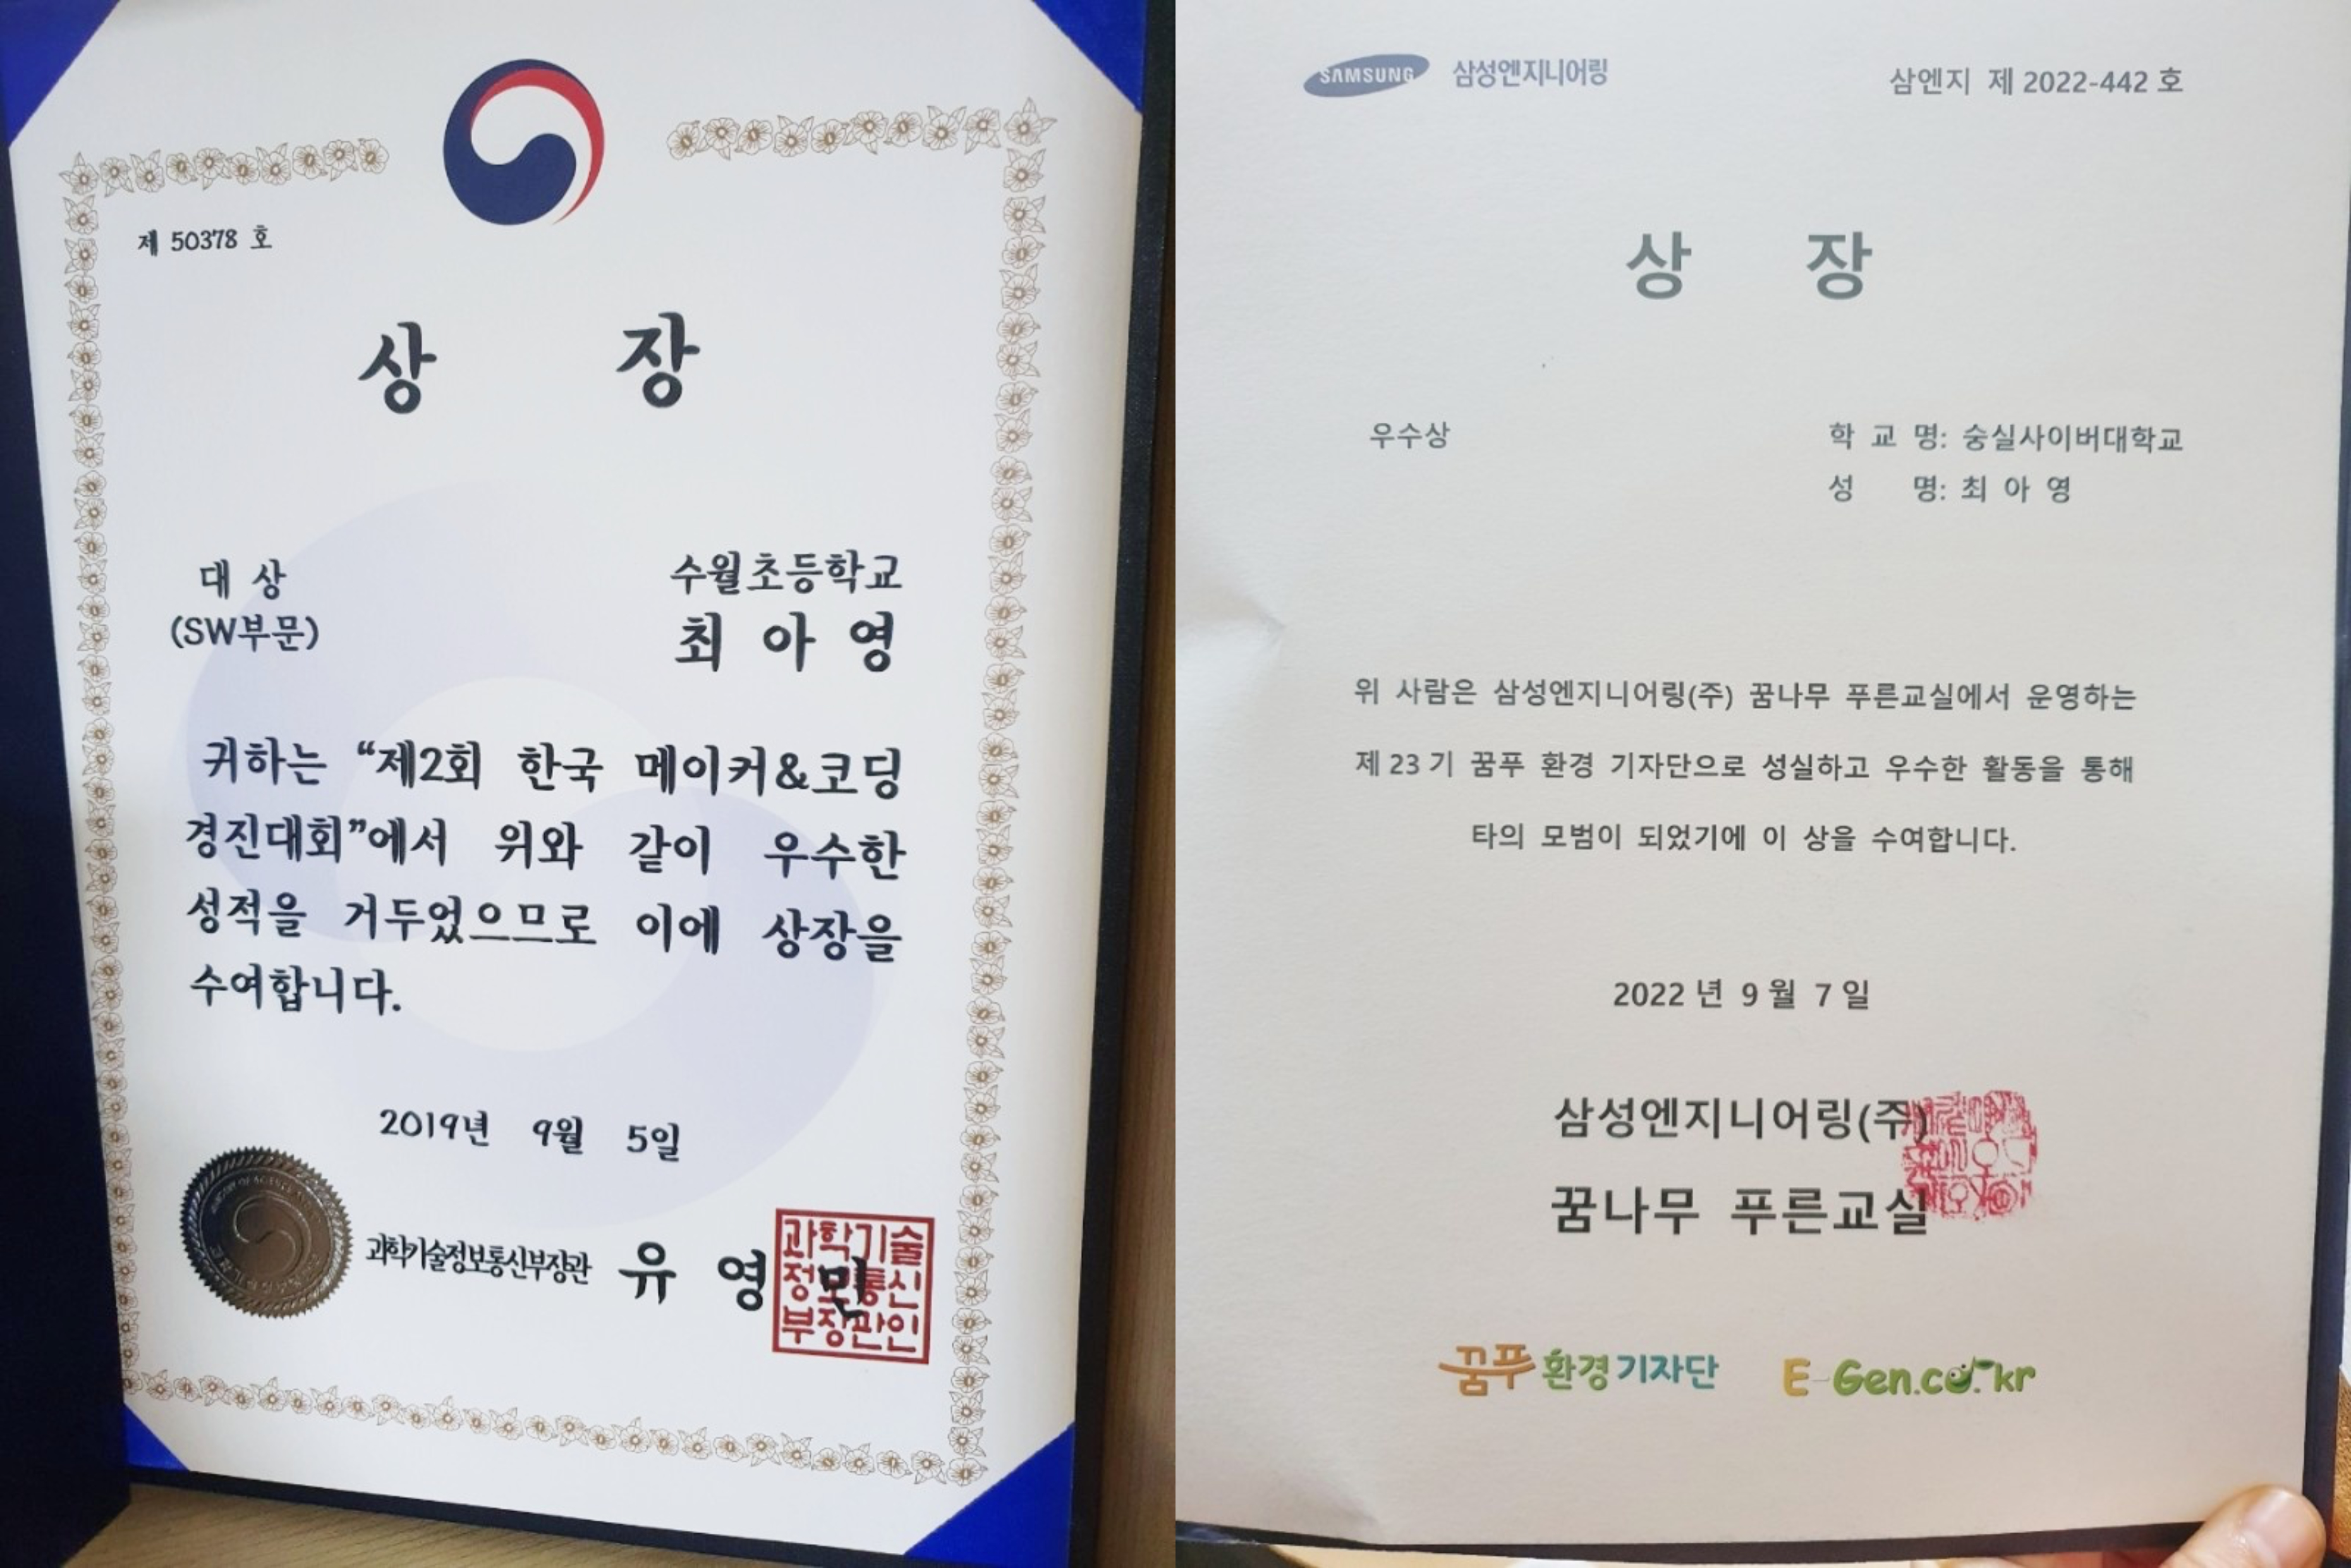 제 50378 호
상 장
대 상
(SW부문)
수월초등학교
최 아 영
귀하는 “제2회 한국 메이커&코딩
경진대회”에서 위와 같이 우수한
성적을 거두었으므로 이에 상장을
수여합니다.
2019년 9월 5일
과학기술정보통신부장관 유 영 민
과학기술
정보통신
부장관인
SAMSUNG 삼성엔지니어링
삼엔지 제 2022-442 호
상 장
우수상
학 교 명: 숭실사이버대학교
성 명: 최 아 영
위 사람은 삼성엔지니어링(주) 꿈나무 푸른교실에서 운영하는
제 23 기 꿈푸 환경 기자단으로 성실하고 우수한 활동을 통해
타의 모범이 되었기에 이 상을 수여합니다.
2022 년 9 월 7 일
삼성엔지니어링(주)
꿈나무 푸른교실
꿈푸 환경기자단 E-Gen.co.kr